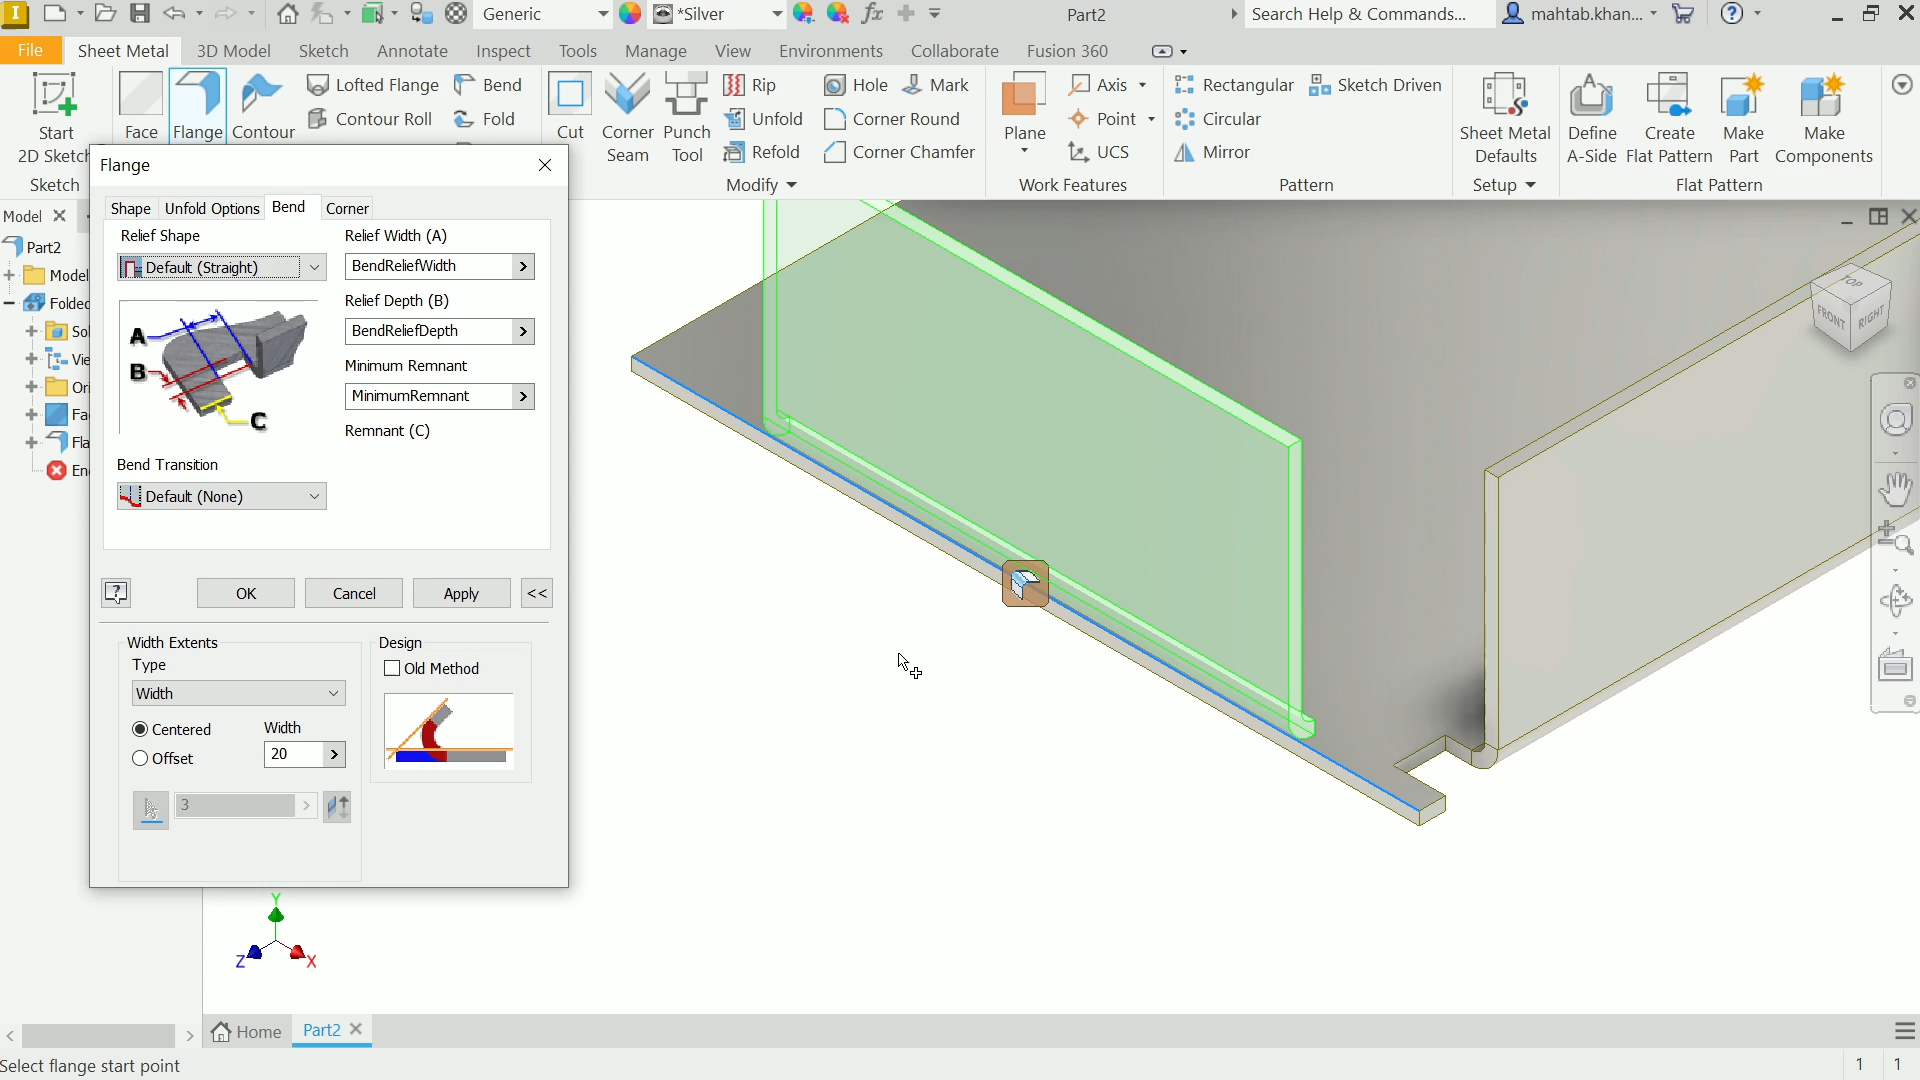 Generic
*Silver
Part2
Search Help & Commands...
mahtab.khan...
File
Sheet Metal
3D Model
Sketch
Annotate
Inspect
Tools
Manage
View
Environments
Collaborate
Fusion 360
Start
2D Sketch
Sketch
Face
Flange
Contour
Lofted Flange
Contour Roll
Bend
Fold
Cut
Corner
Seam
Punch
Tool
Rip
Unfold
Refold
Hole
Mark
Corner Round
Corner Chamfer
Modify
Plane
Axis
Point
UCS
Work Features
Rectangular
Sketch Driven
Circular
Mirror
Pattern
Sheet Metal
Defaults
Setup
Define
A-Side
Create
Flat Pattern
Make
Part
Make
Components
Flat Pattern
Model
Part2
Model
Folded
Flange
Shape
Unfold Options
Bend
Corner
Relief Shape
Default (Straight)
Relief Width (A)
BendReliefWidth
Relief Depth (B)
BendReliefDepth
Minimum Remnant
MinimumRemnant
Remnant (C)
A
B
C
Bend Transition
Default (None)
OK
Cancel
Apply
<<
Width Extents
Type
Width
Centered
Offset
Width
20
3
Design
Old Method
TOP
FRONT
RIGHT
Y
Z
X
Home
Part2
Select flange start point
1
1